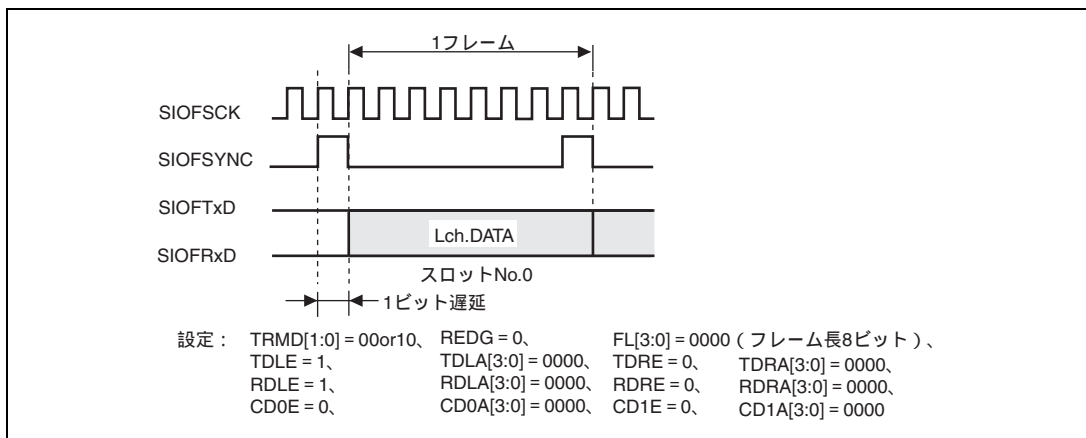 1フレーム
SIOFSCK
SIOFSYNC
SIOFTxD
Lch.DATA
SIOFRxD
スロットNo.0
1ビット遅延
設定： TRMD[1:0] = 00or10、 REDG = 0、 FL[3:0] = 0000（フレーム長8ビット）、
TDLE = 1、 TDLA[3:0] = 0000、 TDRE = 0、 TDRA[3:0] = 0000、
RDLE = 1、 RDLA[3:0] = 0000、 RDRE = 0、 RDRA[3:0] = 0000、
CD0E = 0、 CD0A[3:0] = 0000、 CD1E = 0、 CD1A[3:0] = 0000